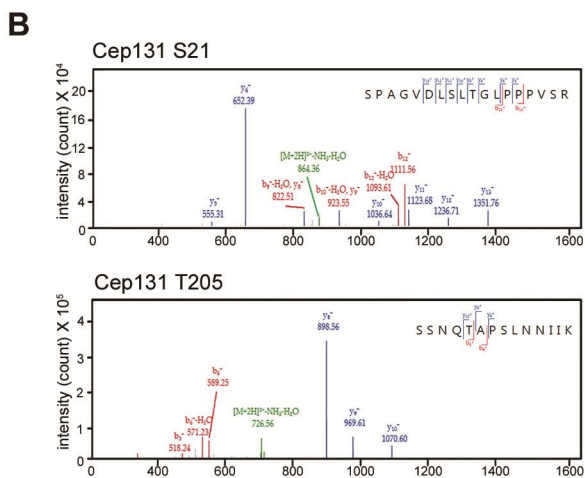 B
Cep131 S21
intensity (count) X 10⁴
20
16
12
8
4
0
y₆⁺
652.39
y₅⁺
555.31
[M+2H]²⁺-NH₃-H₂O
864.36
b₉⁺-H₂O, y₈⁺
822.51
b₁₀⁺-H₂O, y₉⁺
923.55
b₁₂⁺
1111.56
b₁₂⁺-H₂O
1093.61
y₁₀⁺
1036.64
y₁₁⁺
1123.68
y₁₂⁺
1236.71
y₁₃⁺
1351.76
S P A G V D L S L T G L P P P V S R
0 400 600 800 1000 1200 1400 1600
Cep131 T205
intensity (count) X 10⁵
4
3
2
1
0
b₅⁺
518.24
b₆⁺-H₂O
571.23
b₆⁺
589.25
[M+2H]²⁺-NH₃-H₂O
726.56
y₈⁺
898.56
y₉⁺
969.61
y₁₀⁺
1070.60
S S N Q T A P S L N N I I K
0 400 600 800 1000 1200 1400 1600